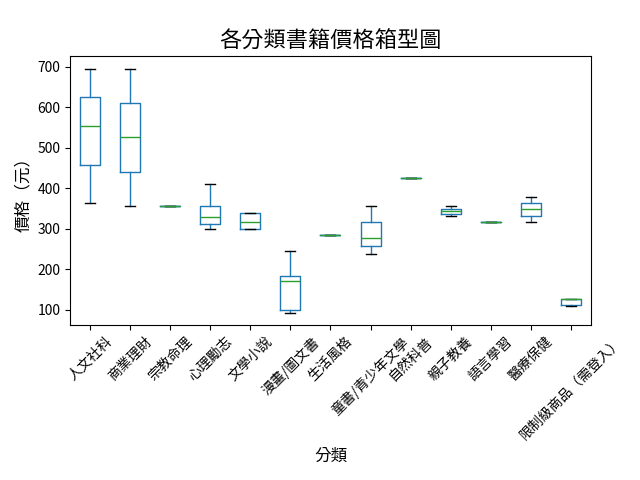 各分類書籍價格箱型圖
價格（元）
700
600
500
400
300
200
100
人文社科
商業理財
宗教命理
心理勵志
文學小說
漫畫/圖文書
生活風格
童書/青少年文學
自然科普
親子教養
語言學習
醫療保健
限制級商品（需登入）
分類